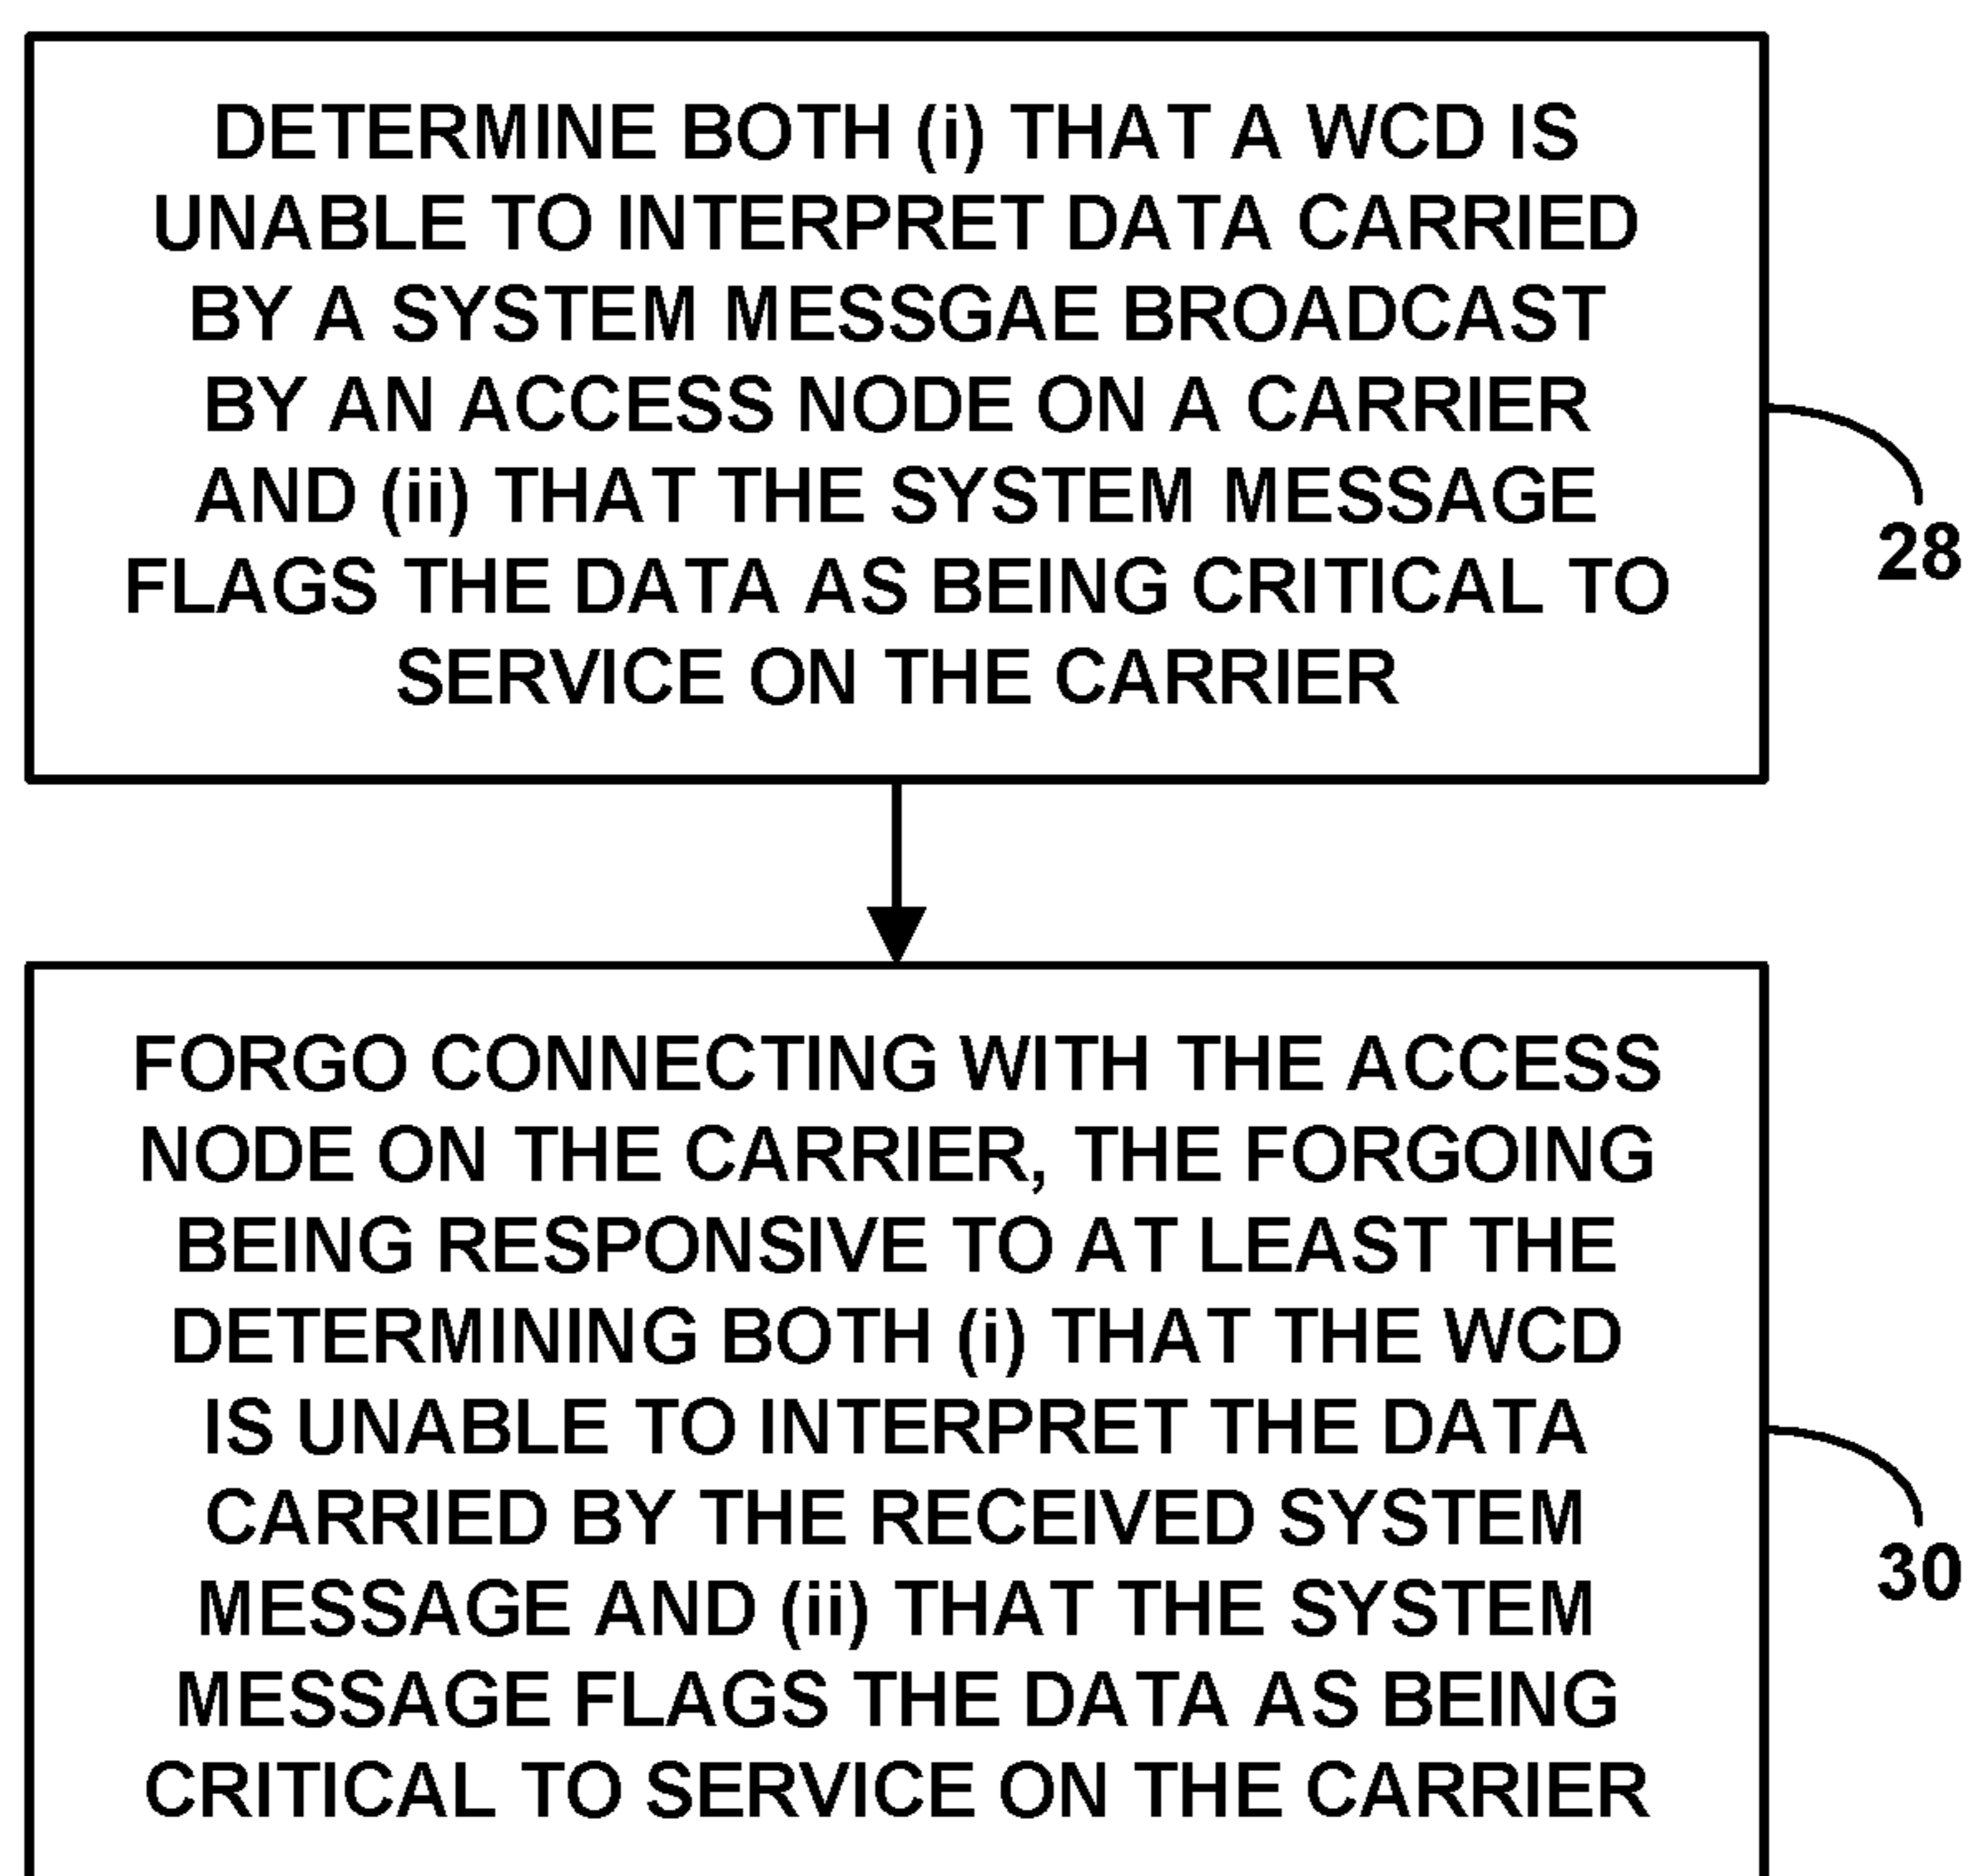 DETERMINE BOTH (i) THAT A WCD IS
UNABLE TO INTERPRET DATA CARRIED
BY A SYSTEM MESSGAE BROADCAST
BY AN ACCESS NODE ON A CARRIER
AND (ii) THAT THE SYSTEM MESSAGE
FLAGS THE DATA AS BEING CRITICAL TO
SERVICE ON THE CARRIER
28
FORGO CONNECTING WITH THE ACCESS
NODE ON THE CARRIER, THE FORGOING
BEING RESPONSIVE TO AT LEAST THE
DETERMINING BOTH (i) THAT THE WCD
IS UNABLE TO INTERPRET THE DATA
CARRIED BY THE RECEIVED SYSTEM
MESSAGE AND (ii) THAT THE SYSTEM
MESSAGE FLAGS THE DATA AS BEING
CRITICAL TO SERVICE ON THE CARRIER
30